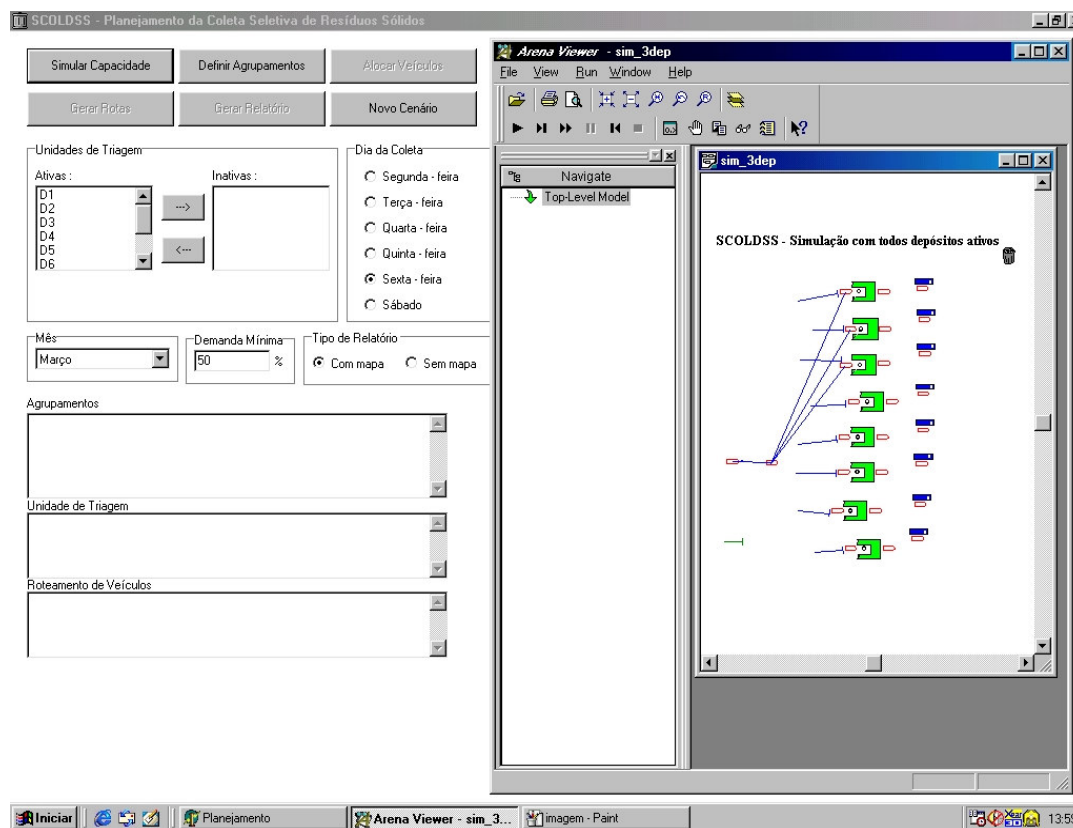 SCOLDSS - Planejamento da Coleta Seletiva de Resíduos Sólidos
Simular Capacidade
Definir Agrupamentos
Alocar Veículos
Gerar Rotas
Gerar Relatório
Novo Cenário
Unidades de Triagem
Ativas :
Inativas :
D1
D2
D3
D4
D5
D6
--->
<---
Dia da Coleta
Segunda - feira
Terça - feira
Quarta - feira
Quinta - feira
Sexta - feira
Sábado
Mês
Março
Demanda Mínima
50 %
Tipo de Relatório
Com mapa
Sem mapa
Agrupamentos
Unidade de Triagem
Roteamento de Veículos
Arena Viewer - sim_3dep
File View Run Window Help
Navigate
Top-Level Model
sim_3dep
SCOLDSS - Simulação com todos depósitos ativos
Iniciar
Planejamento
Arena Viewer - sim_3...
imagem - Paint